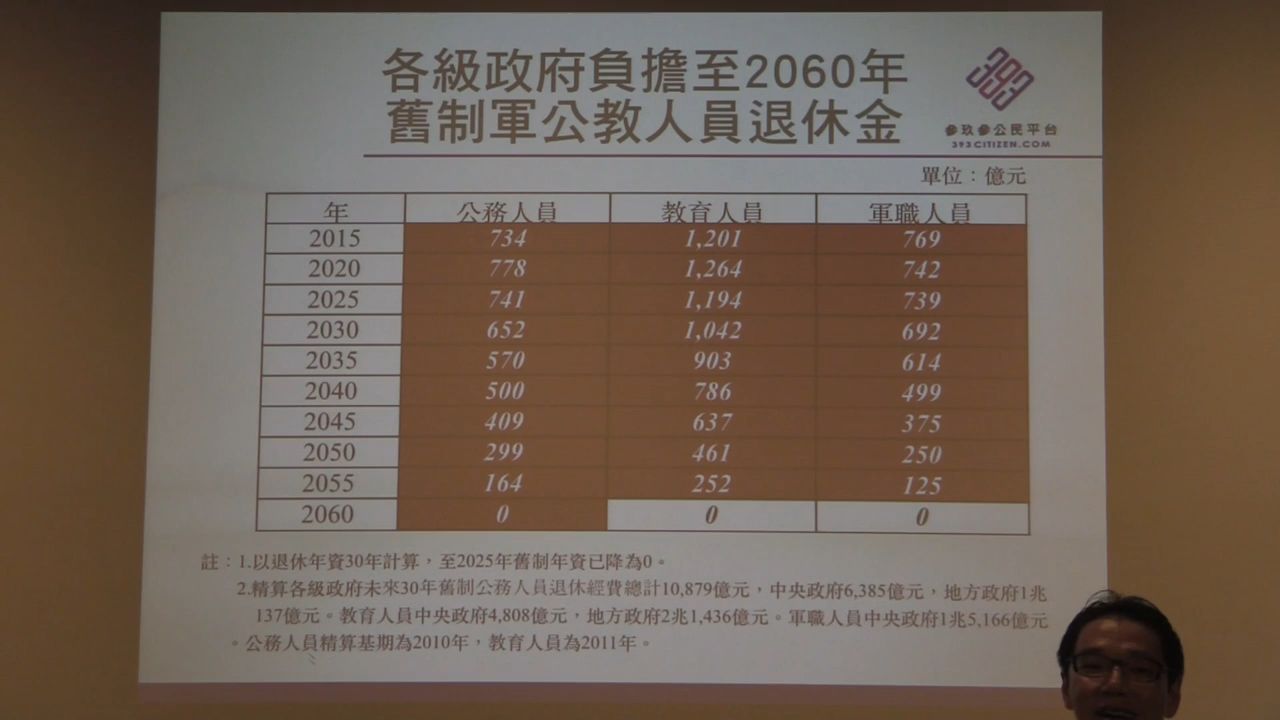 各級政府負擔至2060年
舊制軍公教人員退休金
393
參玖參公民平台
393CITIZEN.COM
單位：億元
年 公務人員 教育人員 軍職人員
2015 734 1,201 769
2020 778 1,264 742
2025 741 1,194 739
2030 652 1,042 692
2035 570 903 614
2040 500 786 499
2045 409 637 375
2050 299 461 250
2055 164 252 125
2060 0 0 0
註：1.以退休年資30年計算，至2025年舊制年資已降為0。
2.精算各級政府未來30年舊制公務人員退休經費總計10,879億元，中央政府6,385億元，地方政府1兆
137億元。教育人員中央政府4,808億元，地方政府2兆1,436億元。軍職人員中央政府1兆5,166億元
。公務人員精算基期為2010年，教育人員為2011年。